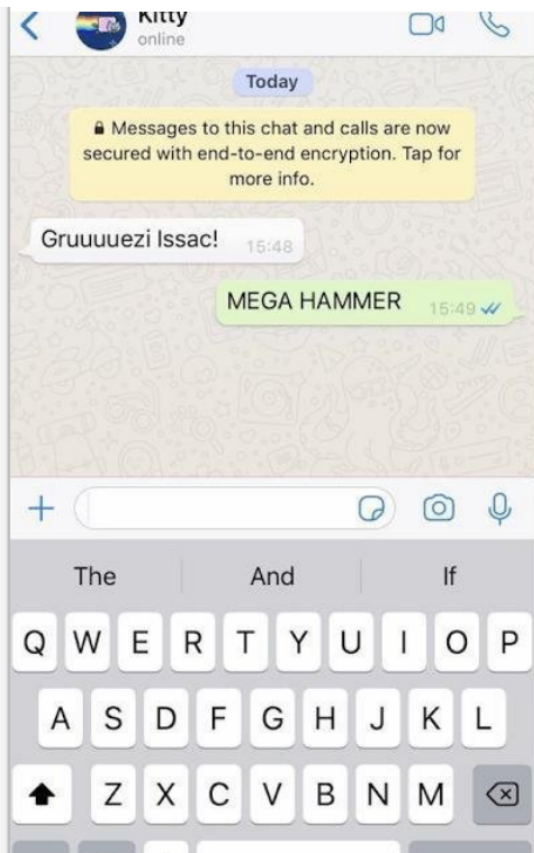 Kitty
online
Today
Messages to this chat and calls are now
secured with end-to-end encryption. Tap for
more info.
Gruuuuezi Issac! 15:48
MEGA HAMMER 15:49
The And If
Q W E R T Y U I O P
A S D F G H J K L
Z X C V B N M